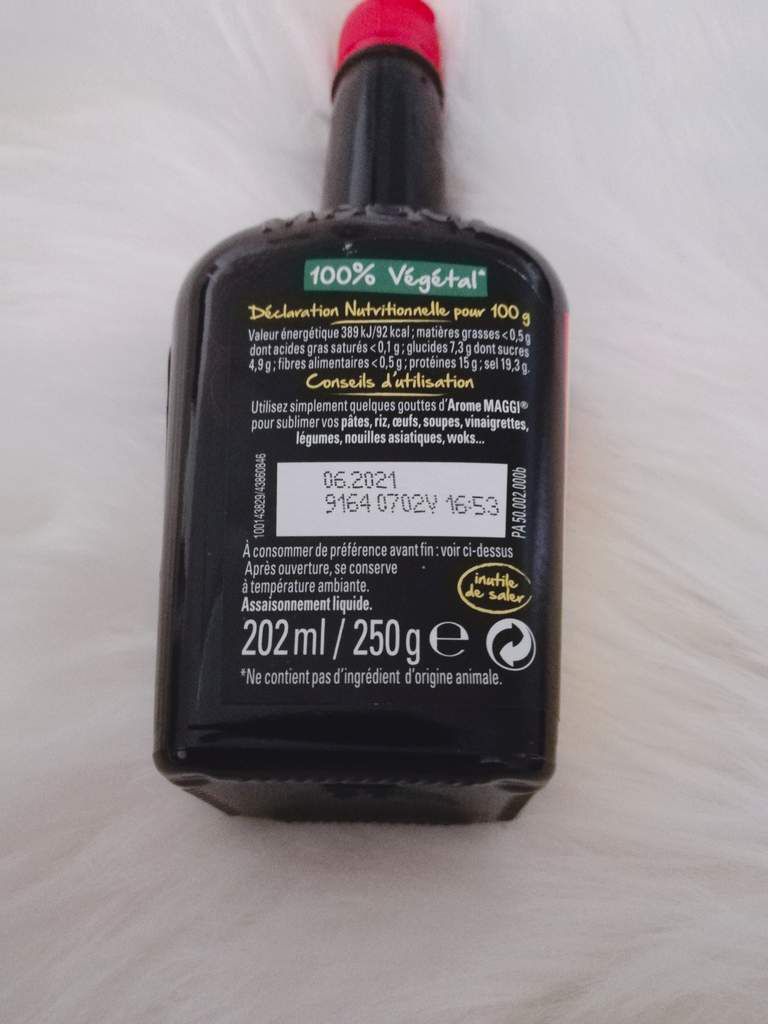 100% Végétal*
Déclaration Nutritionnelle pour 100 g
Valeur énergétique 389 kJ/92 kcal ; matières grasses < 0,5 g
dont acides gras saturés < 0,1 g ; glucides 7,3 g dont sucres
4,9 g ; fibres alimentaires < 0,5 g ; protéines 15 g ; sel 19,3 g.
Conseils d'utilisation
Utilisez simplement quelques gouttes d'Arome MAGGI®
pour sublimer vos pâtes, riz, œufs, soupes, vinaigrettes,
légumes, nouilles asiatiques, woks...
100143829/43860846
06.2021
9164 0702V 16:53
PA 50.002.000b
À consommer de préférence avant fin : voir ci-dessus
Après ouverture, se conserve
à température ambiante.
Assaisonnement liquide.
inutile
de saler
202 ml / 250 g e
*Ne contient pas d'ingrédient d'origine animale.